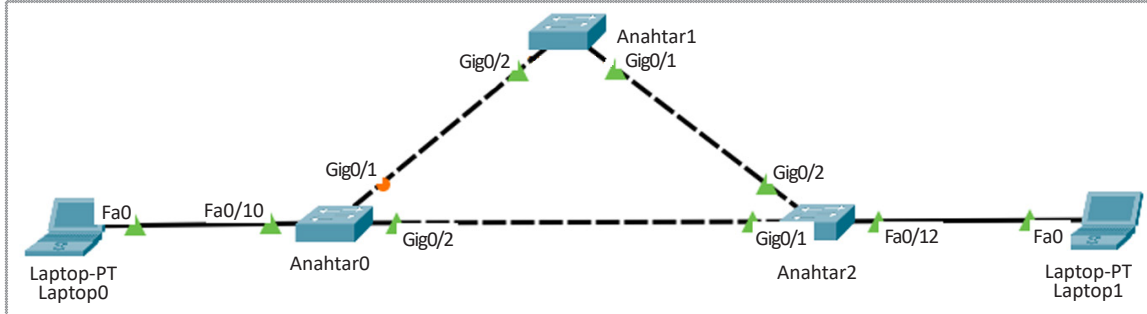 Anahtar1
Gig0/2
Gig0/1
Gig0/1
Gig0/2
Fa0
Fa0/10
Gig0/2
Gig0/1
Fa0/12
Fa0
Anahtar0
Anahtar2
Laptop-PT
Laptop0
Laptop-PT
Laptop1